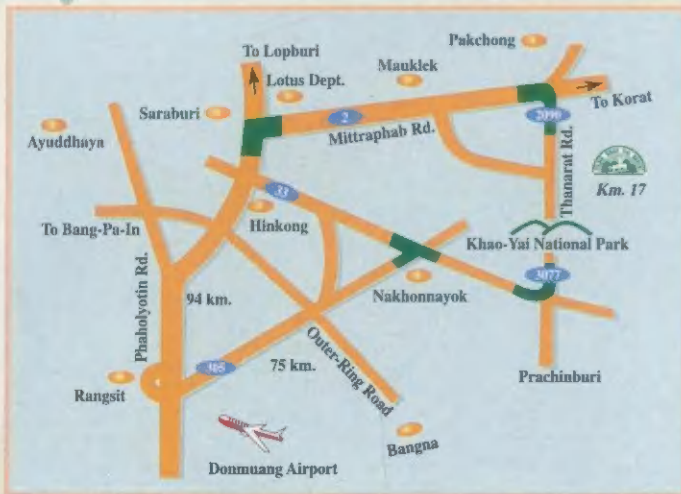 Pakchong
To Lopburi
Mauklek
Lotus Dept.
To Korat
Saraburi
2
2090
Mittraphab Rd.
Ayuddhaya
Thanarat Rd.
Km. 17
33
To Bang-Pa-In
Hinkong
Khao-Yai National Park
Phaholyotin Rd.
3077
94 km.
Nakhonnayok
Outer-Ring Road
305
75 km.
Rangsit
Prachinburi
Bangna
Donmuang Airport